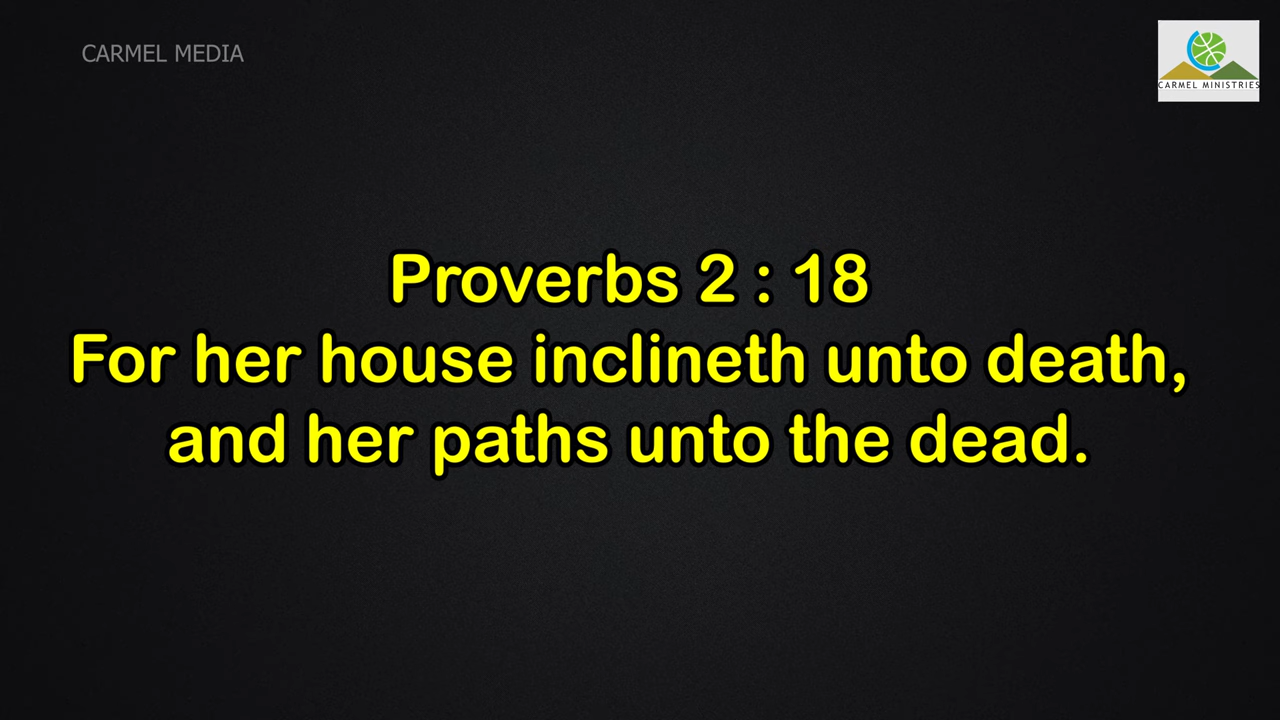 CARMEL MEDIA
CARMEL MINISTRIES
Proverbs 2 : 18
For her house inclineth unto death,
and her paths unto the dead.